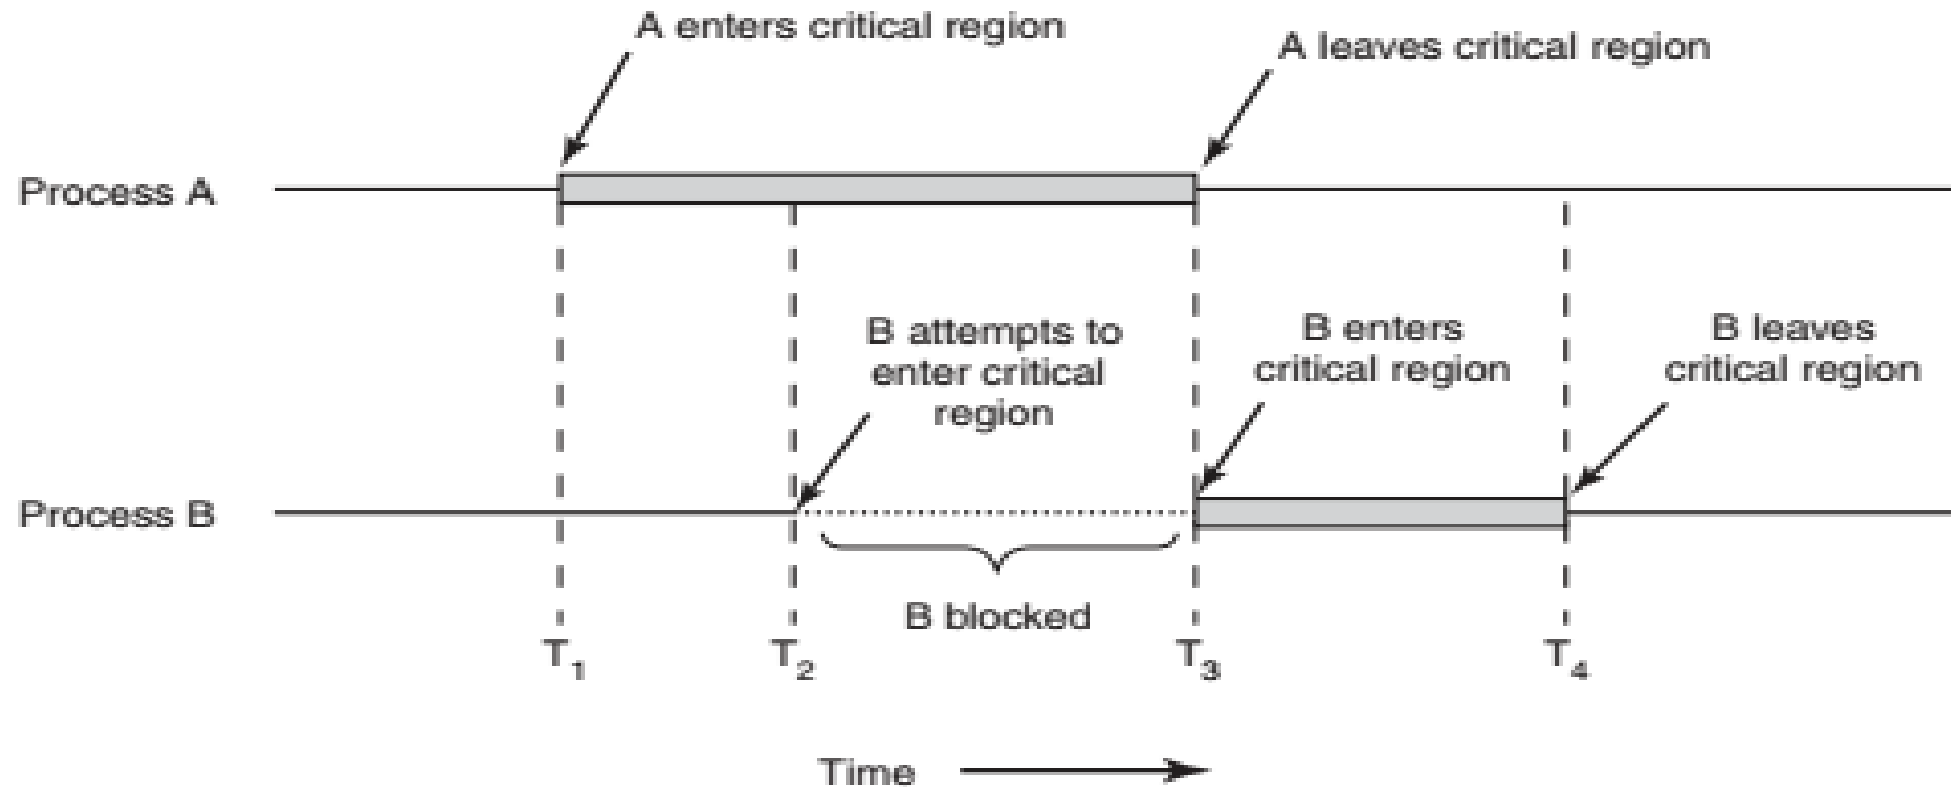 A enters critical region
A leaves critical region
Process A
B attempts to
enter critical
region
B enters
critical region
B leaves
critical region
Process B
B blocked
T1
T2
T3
T4
Time